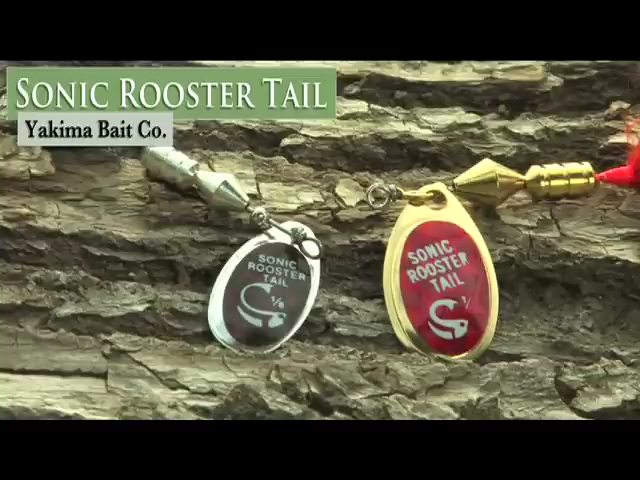 SONIC ROOSTER TAIL
Yakima Bait Co.
SONIC
ROOSTER
TAIL
1/8
SONIC
ROOSTER
TAIL